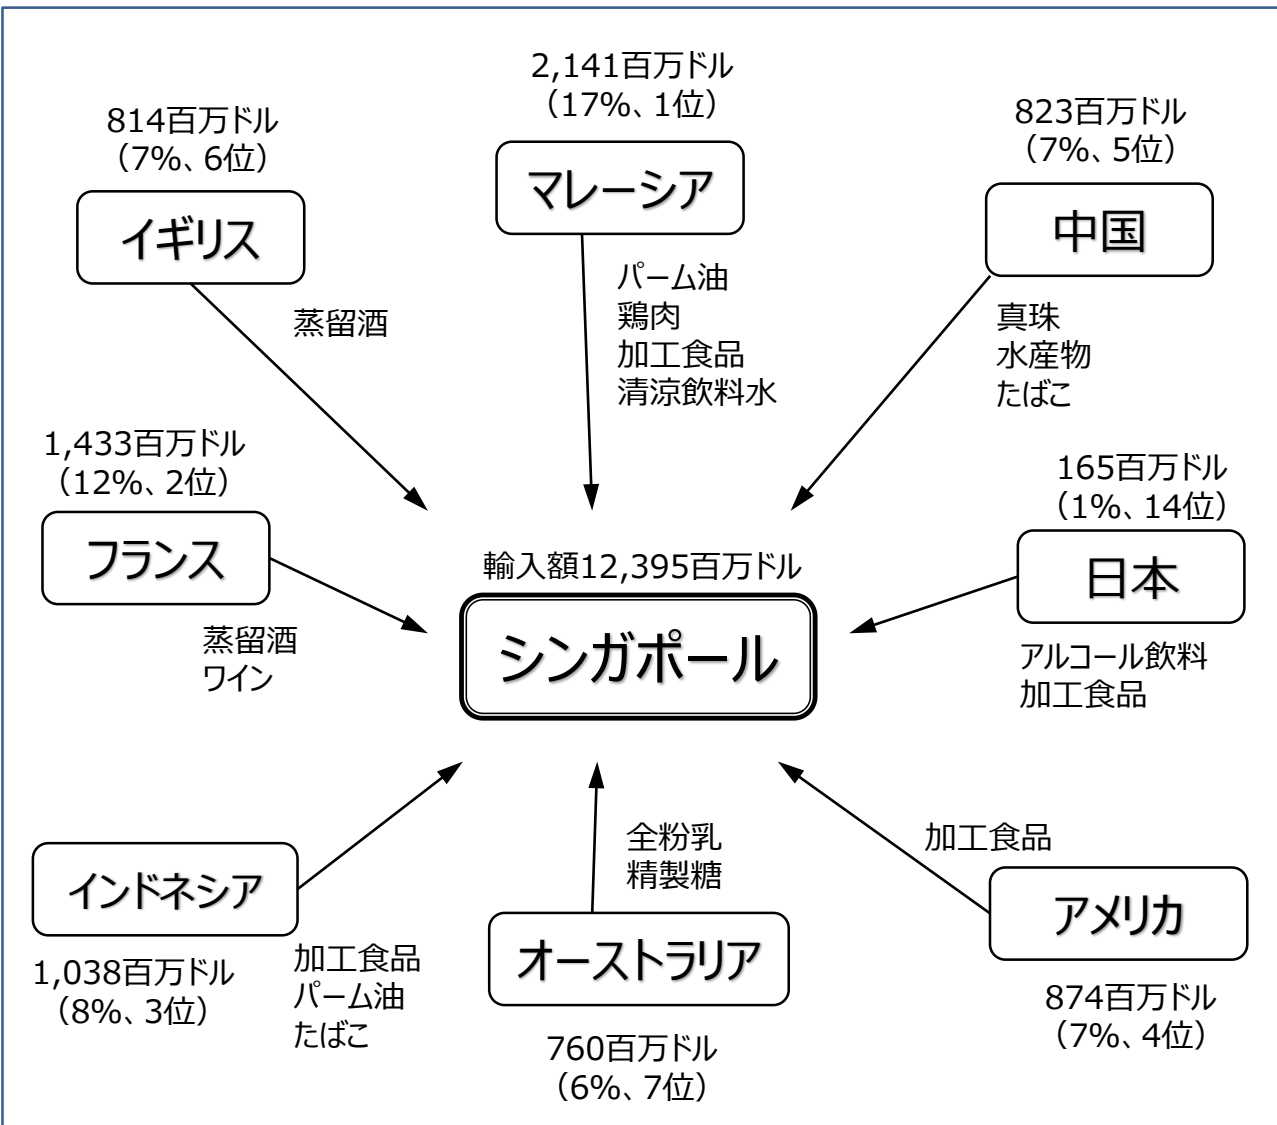 2,141百万ドル
（17%、1位）
マレーシア
パーム油
鶏肉
加工食品
清涼飲料水
814百万ドル
（7%、6位）
イギリス
蒸留酒
823百万ドル
（7%、5位）
中国
真珠
水産物
たばこ
1,433百万ドル
（12%、2位）
フランス
蒸留酒
ワイン
165百万ドル
（1%、14位）
日本
アルコール飲料
加工食品
輸入額12,395百万ドル
シンガポール
インドネシア
1,038百万ドル
（8%、3位）
加工食品
パーム油
たばこ
全粉乳
精製糖
オーストラリア
760百万ドル
（6%、7位）
加工食品
アメリカ
874百万ドル
（7%、4位）